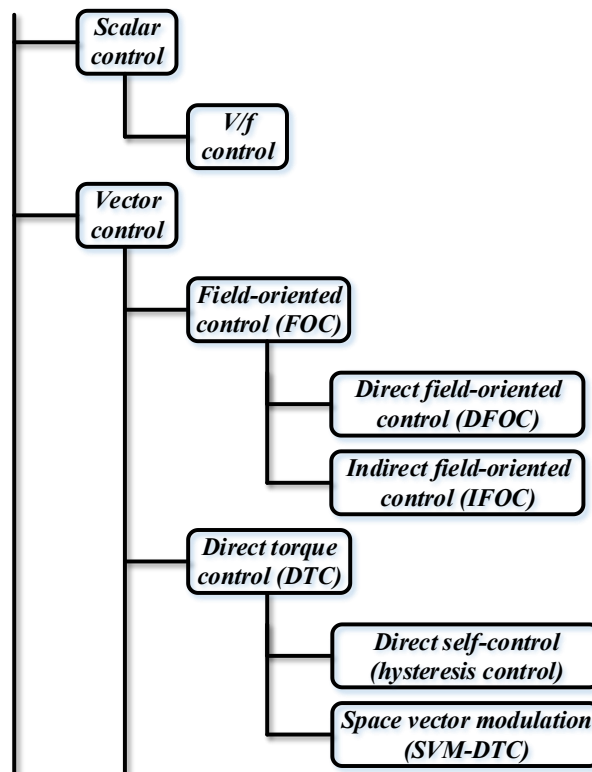 Scalar
control
V/f
control
Vector
control
Field-oriented
control (FOC)
Direct field-oriented
control (DFOC)
Indirect field-oriented
control (IFOC)
Direct torque
control (DTC)
Direct self-control
(hysteresis control)
Space vector modulation
(SVM-DTC)